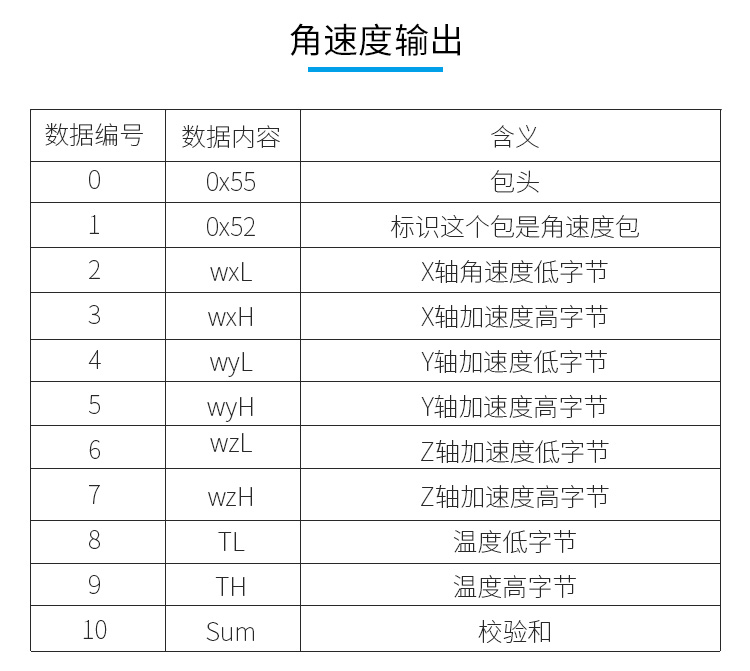 角速度输出
数据编号 数据内容 含义
0 0x55 包头
1 0x52 标识这个包是角速度包
2 wxL X轴角速度低字节
3 wxH X轴加速度高字节
4 wyL Y轴加速度低字节
5 wyH Y轴加速度高字节
6 wzL Z轴加速度低字节
7 wzH Z轴加速度高字节
8 TL 温度低字节
9 TH 温度高字节
10 Sum 校验和